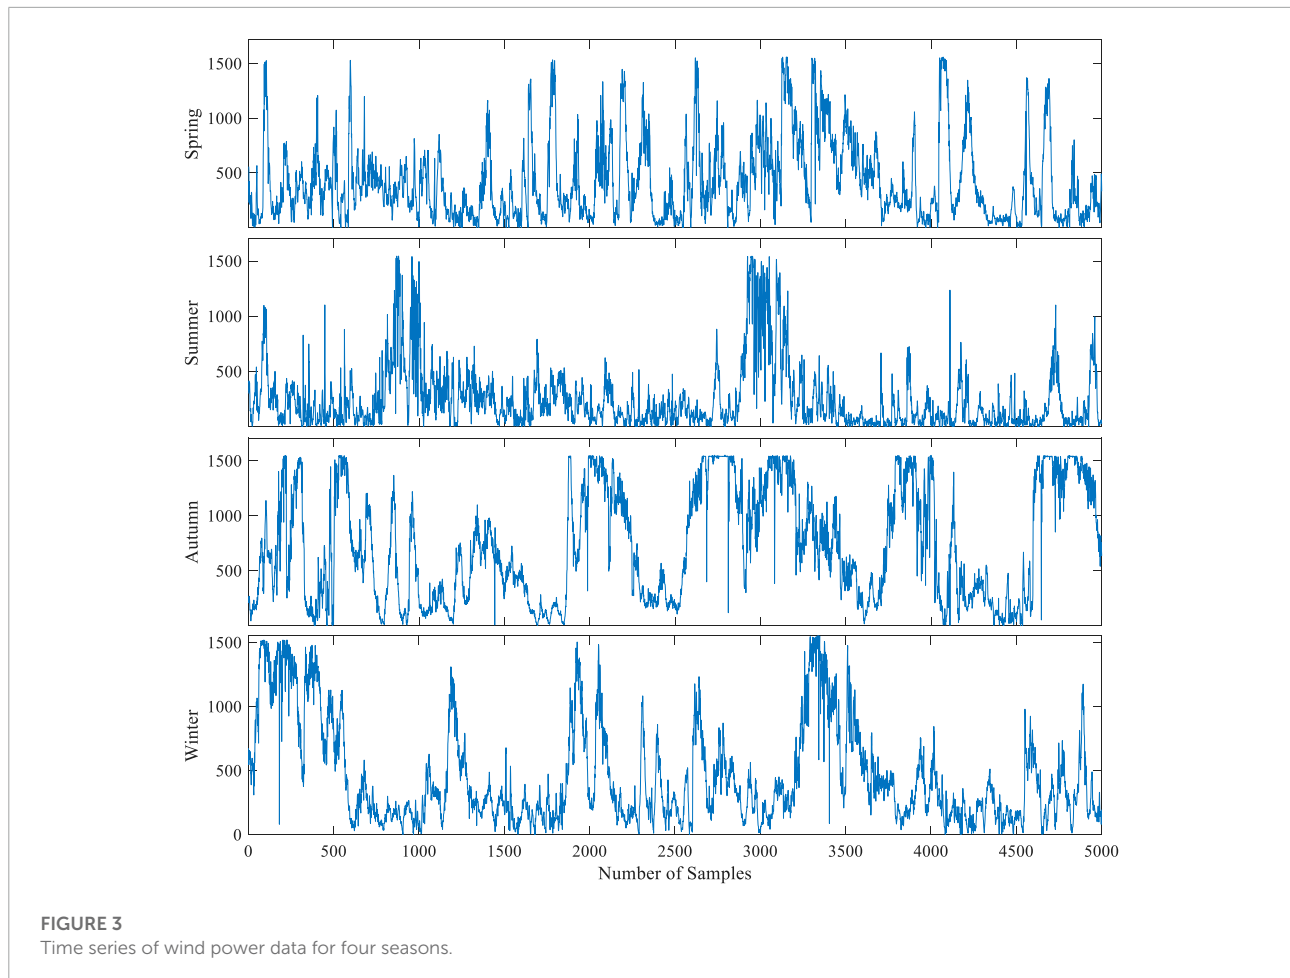 1500
1000
500
Spring
1500
1000
500
Summer
1500
1000
500
Autumn
1500
1000
500
0
Winter
0 500 1000 1500 2000 2500 3000 3500 4000 4500 5000
Number of Samples
FIGURE 3
Time series of wind power data for four seasons.